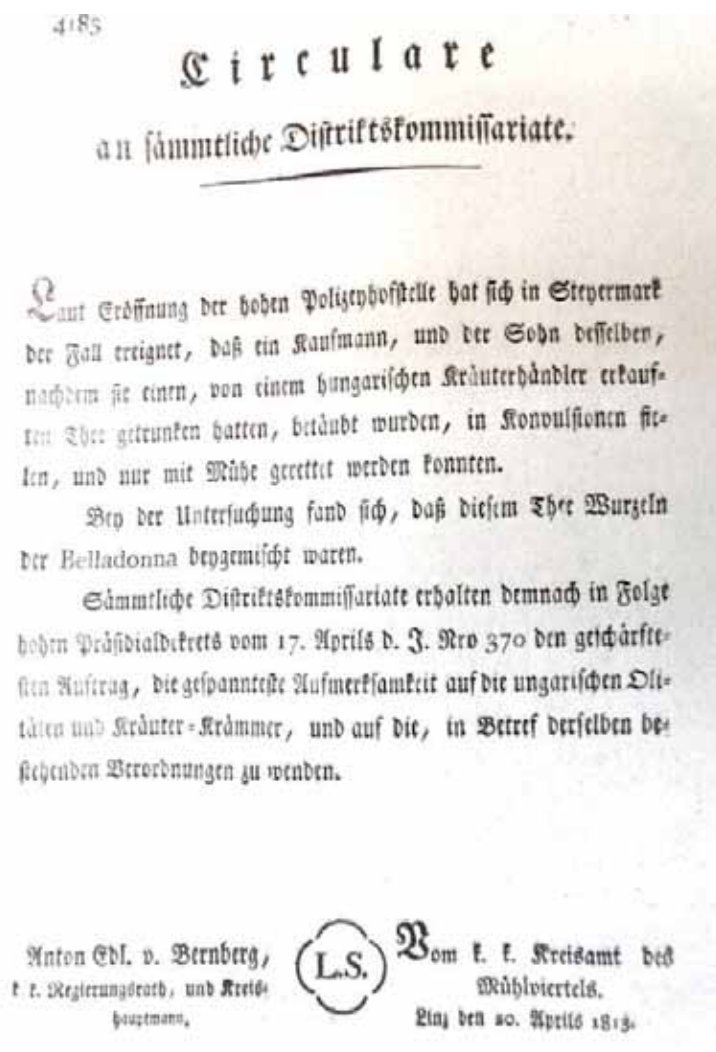 4185
Circulare
an sämmtliche Distriktskommissariate.
Laut Eröffnung der hohen Polizeyhofstelle hat sich in Steyermark
der Fall ereignet, daß ein Kaufmann, und der Sohn desselben,
nachdem sie einen, von einem hungarischen Kräuterhändler erkauf-
ten Thee getrunken hatten, betäubt wurden, in Konvulsionen fie-
len, und nur mit Mühe gerettet werden konnten.
Bey der Untersuchung fand sich, daß diesem Thee Wurzeln
der Belladonna beygemischt waren.
Sämmtliche Distriktskommissariate erhalten demnach in Folge
hohen Präsidialdekrets vom 17. Aprils d. J. Nro 370 den geschärfte-
sten Auftrag, die gespannteste Aufmerksamkeit auf die ungarischen Oli-
täten und Kräuter-Krämmer, und auf die, in Betref derselben be-
stehenden Verordnungen zu wenden.
Anton Edl. v. Bernberg,
k k. Regierungsrath, und Kreis-
hauptmann.
L.S.
Vom k. k. Kreisamt des
Mühlviertels.
Linz den 20. Aprils 1813.